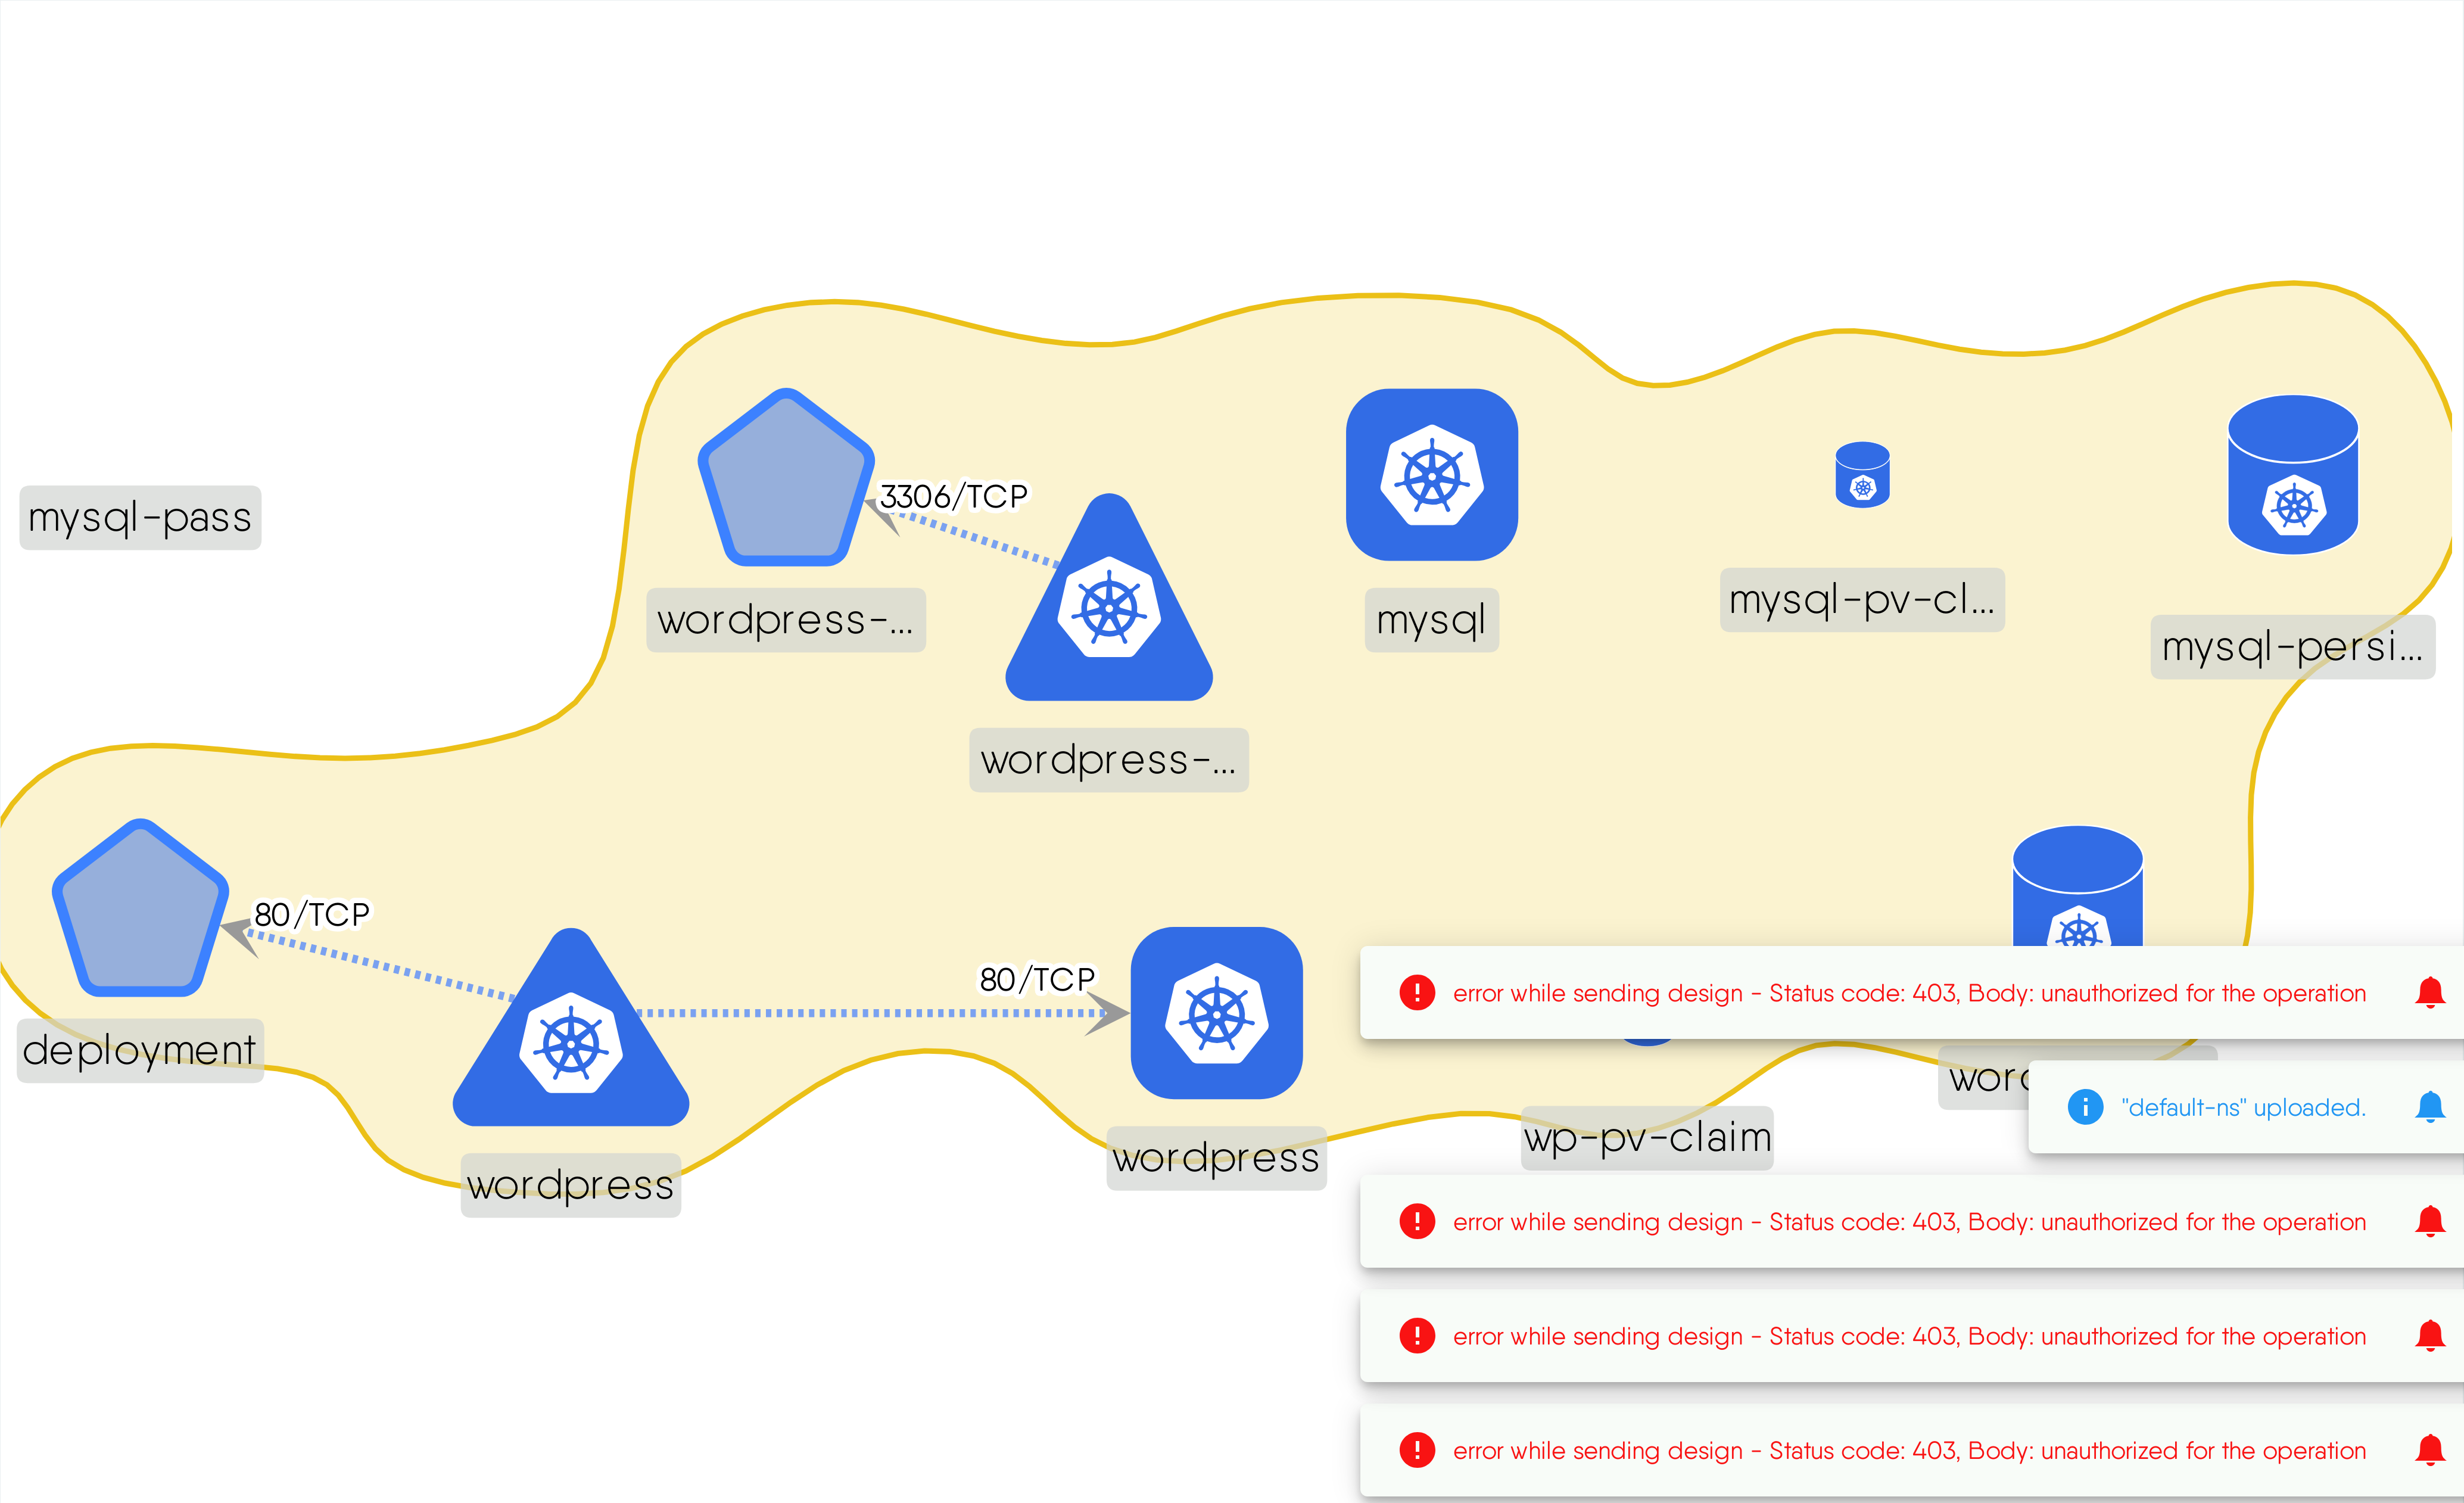 3306/TCP
mysql-pass
wordpress-...
mysql
mysql-pv-cl...
mysql-persi...
wordpress-...
80/TCP
80/TCP
deployment
wordpress
wordpress
wp-pv-claim
error while sending design - Status code: 403, Body: unauthorized for the operation
"default-ns" uploaded.
error while sending design - Status code: 403, Body: unauthorized for the operation
error while sending design - Status code: 403, Body: unauthorized for the operation
error while sending design - Status code: 403, Body: unauthorized for the operation